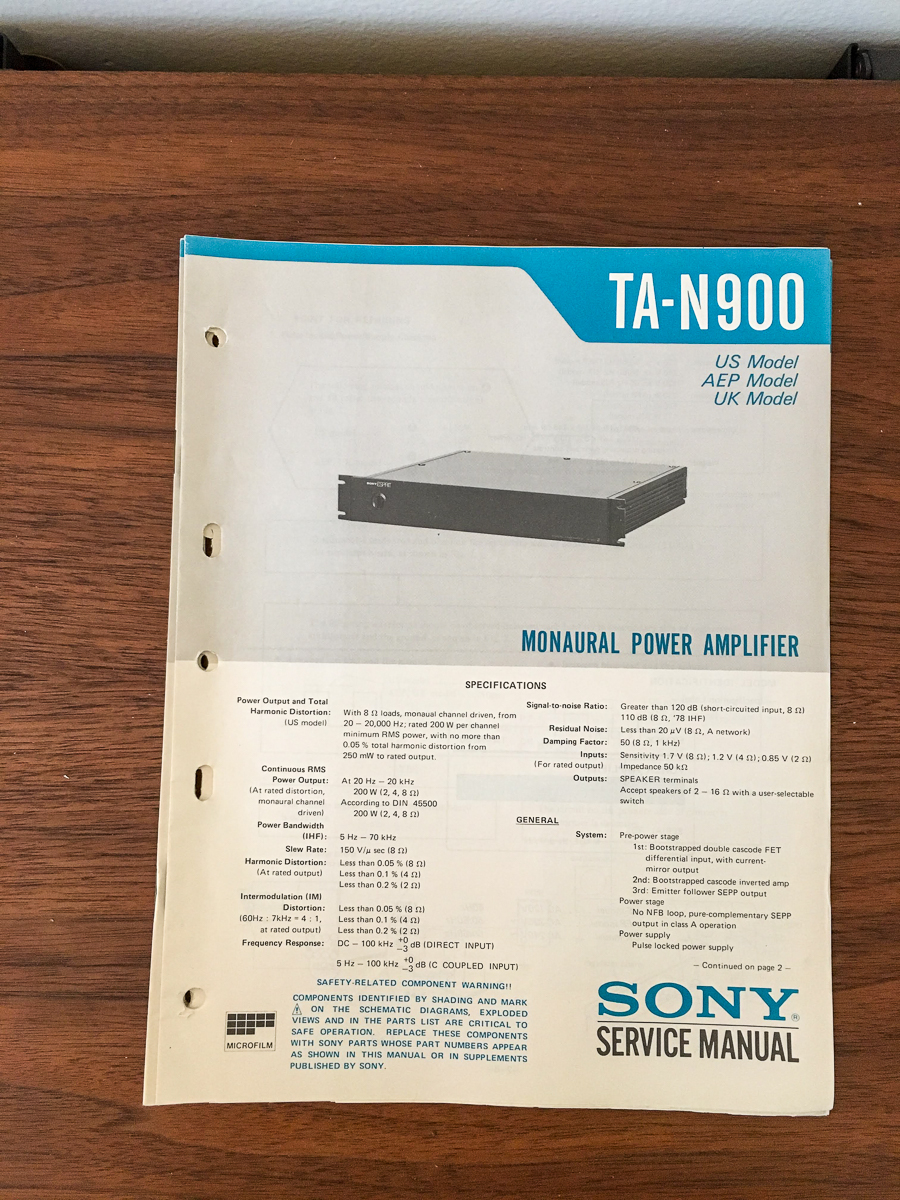 TA-N900
US Model
AEP Model
UK Model
MONAURAL POWER AMPLIFIER
SPECIFICATIONS
Power Output and Total
Harmonic Distortion: With 8 Ω loads, monaual channel driven, from
(US model) 20 – 20,000 Hz; rated 200 W per channel
minimum RMS power, with no more than
0.05 % total harmonic distortion from
250 mW to rated output.
Continuous RMS
Power Output: At 20 Hz – 20 kHz
(At rated distortion, 200 W (2, 4, 8 Ω)
monaural channel According to DIN 45500
driven) 200 W (2, 4, 8 Ω)
Power Bandwidth
(IHF): 5 Hz – 70 kHz
Slew Rate: 150 V/μ sec (8 Ω)
Harmonic Distortion: Less than 0.05 % (8 Ω)
(At rated output) Less than 0.1 % (4 Ω)
Less than 0.2 % (2 Ω)
Intermodulation (IM)
Distortion: Less than 0.05 % (8 Ω)
(60Hz : 7kHz = 4 : 1, Less than 0.1 % (4 Ω)
at rated output) Less than 0.2 % (2 Ω)
Frequency Response: DC – 100 kHz +0 −3 dB (DIRECT INPUT)
5 Hz – 100 kHz +0 −3 dB (C COUPLED INPUT)
Signal-to-noise Ratio: Greater than 120 dB (short-circuited input, 8 Ω)
110 dB (8 Ω, '78 IHF)
Residual Noise: Less than 20 μV (8 Ω, A network)
Damping Factor: 50 (8 Ω, 1 kHz)
Inputs: Sensitivity 1.7 V (8 Ω); 1.2 V (4 Ω); 0.85 V (2 Ω)
(For rated output) Impedance 50 kΩ
Outputs: SPEAKER terminals
Accept speakers of 2 – 16 Ω with a user-selectable
switch
GENERAL
System: Pre-power stage
1st: Bootstrapped double cascode FET
differential input, with current-
mirror output
2nd: Bootstrapped cascode inverted amp
3rd: Emitter follower SEPP output
Power stage
No NFB loop, pure-complementary SEPP
output in class A operation
Power supply
Pulse locked power supply
– Continued on page 2 –
SAFETY-RELATED COMPONENT WARNING!!
COMPONENTS IDENTIFIED BY SHADING AND MARK
⚠ ON THE SCHEMATIC DIAGRAMS, EXPLODED
VIEWS AND IN THE PARTS LIST ARE CRITICAL TO
SAFE OPERATION. REPLACE THESE COMPONENTS
WITH SONY PARTS WHOSE PART NUMBERS APPEAR
AS SHOWN IN THIS MANUAL OR IN SUPPLEMENTS
PUBLISHED BY SONY.
MICROFILM
SONY®
SERVICE MANUAL